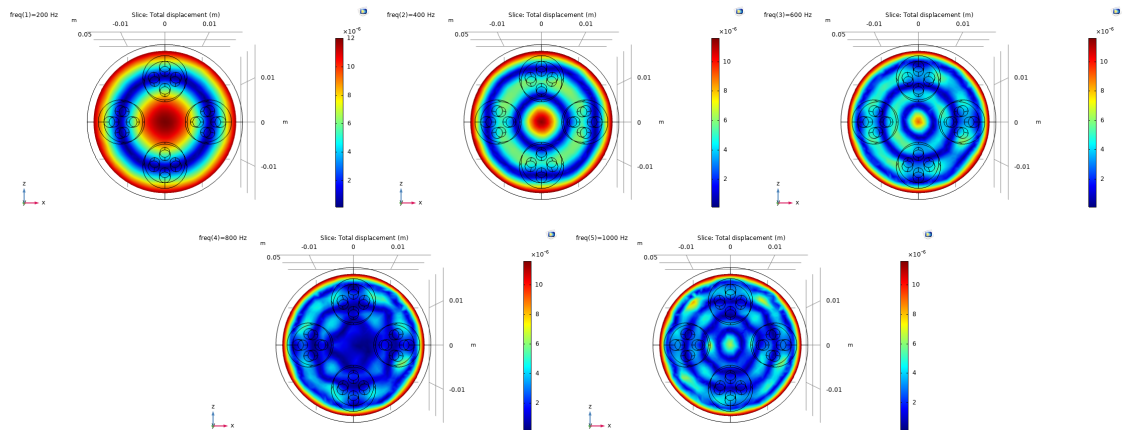 freq(1)=200 Hz
m
Slice: Total displacement (m)
-0.01 0 0.01
0.05
×10⁻⁶
12
10
8
6
4
2
0.01
0
m
-0.01
z
y
x
freq(2)=400 Hz
m
Slice: Total displacement (m)
-0.01 0 0.01
0.05
×10⁻⁶
10
8
6
4
2
0.01
0
m
-0.01
z
y
x
freq(3)=600 Hz
m
Slice: Total displacement (m)
-0.01 0 0.01
0.05
×10⁻⁶
10
8
6
4
2
0.01
0
m
-0.01
z
y
x
freq(4)=800 Hz
m
Slice: Total displacement (m)
-0.01 0 0.01
0.05
×10⁻⁶
10
8
6
4
2
0.01
0
m
-0.01
z
y
x
freq(5)=1000 Hz
m
Slice: Total displacement (m)
-0.01 0 0.01
0.05
×10⁻⁶
10
8
6
4
2
0.01
0
m
-0.01
z
y
x